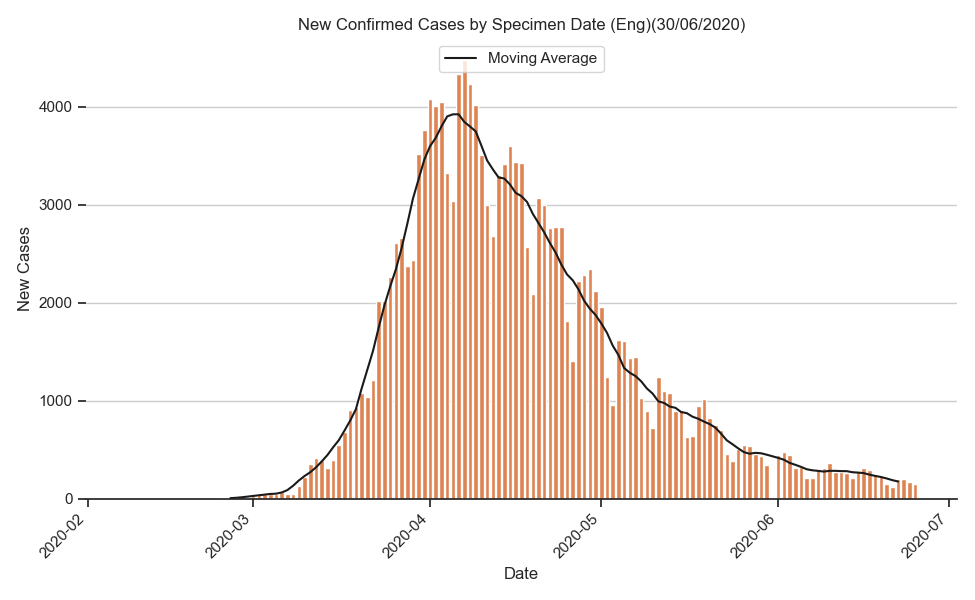 New Confirmed Cases by Specimen Date (Eng)(30/06/2020)
Moving Average
4000
3000
2000
1000
0
New Cases
2020-02
2020-03
2020-04
2020-05
2020-06
2020-07
Date